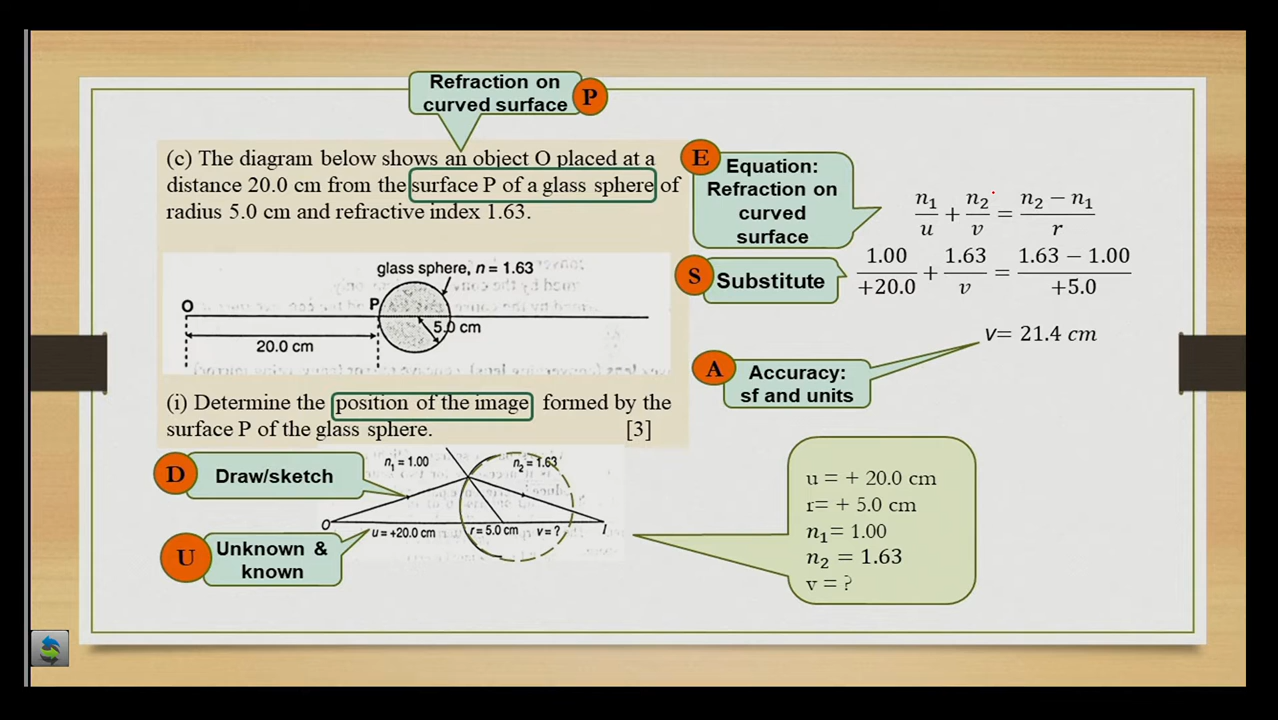 Refraction on
curved surface
P
(c) The diagram below shows an object O placed at a
distance 20.0 cm from the surface P of a glass sphere of
radius 5.0 cm and refractive index 1.63.
glass sphere, n = 1.63
O
P
5.0 cm
20.0 cm
(i) Determine the position of the image formed by the
surface P of the glass sphere. [3]
D
Draw/sketch
n₁ = 1.00
n₂ = 1.63
O
u = +20.0 cm
r = 5.0 cm
v = ?
I
U
Unknown &
known
E
Equation:
Refraction on
curved
surface
n₁/u + n₂/v = (n₂ − n₁)/r
S
Substitute
1.00/+20.0 + 1.63/v = (1.63 − 1.00)/+5.0
v= 21.4 cm
A
Accuracy:
sf and units
u = + 20.0 cm
r= + 5.0 cm
n₁= 1.00
n₂ = 1.63
v = ?